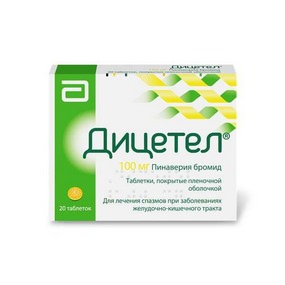 Дицетел®
100 мг Пинаверия бромид
Таблетки, покрытые пленочной
оболочкой
Для лечения спазмов при заболеваниях
желудочно-кишечного тракта
20 таблеток